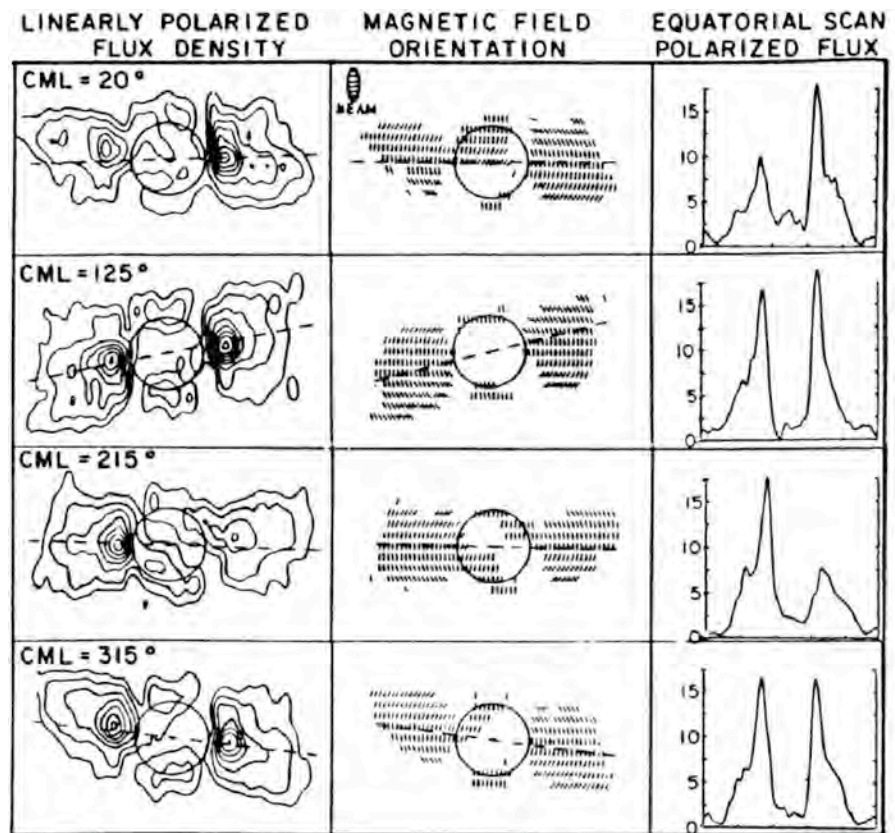 LINEARLY POLARIZED
FLUX DENSITY
MAGNETIC FIELD
ORIENTATION
EQUATORIAL SCAN
POLARIZED FLUX
CML = 20°
BEAM
15
10
5
0
CML = 125°
15
10
5
0
CML = 215°
15
10
5
0
CML = 315°
15
10
5
0